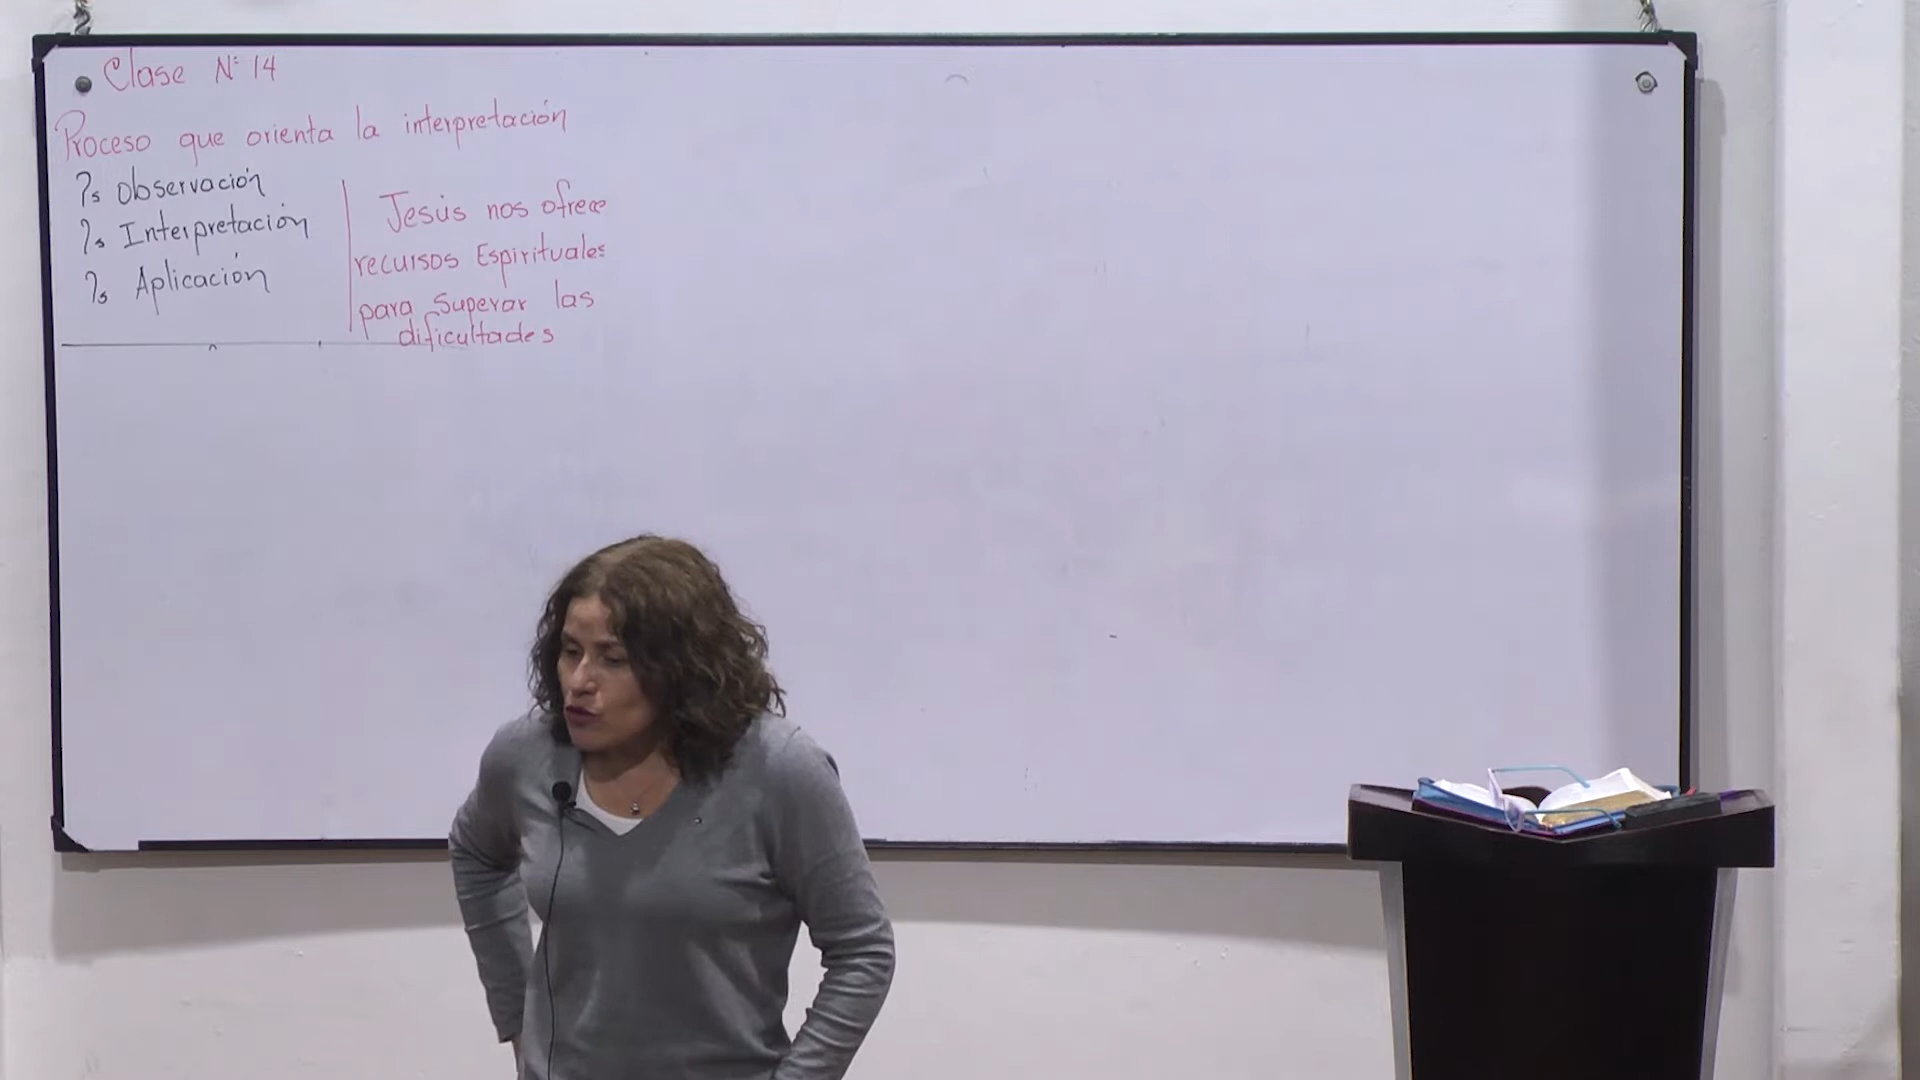 Clase N° 14
Proceso que orienta la interpretación
?s Observación
?s Interpretación
?s Aplicación
Jesús nos ofrece
recursos Espirituales
para Superar las
dificultades